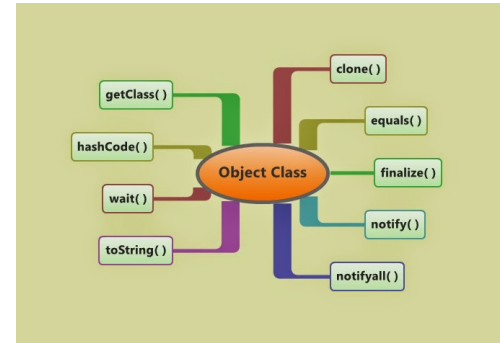 clone( )
getClass( )
equals( )
hashCode( )
Object Class
finalize( )
wait( )
notify( )
toString( )
notifyall( )